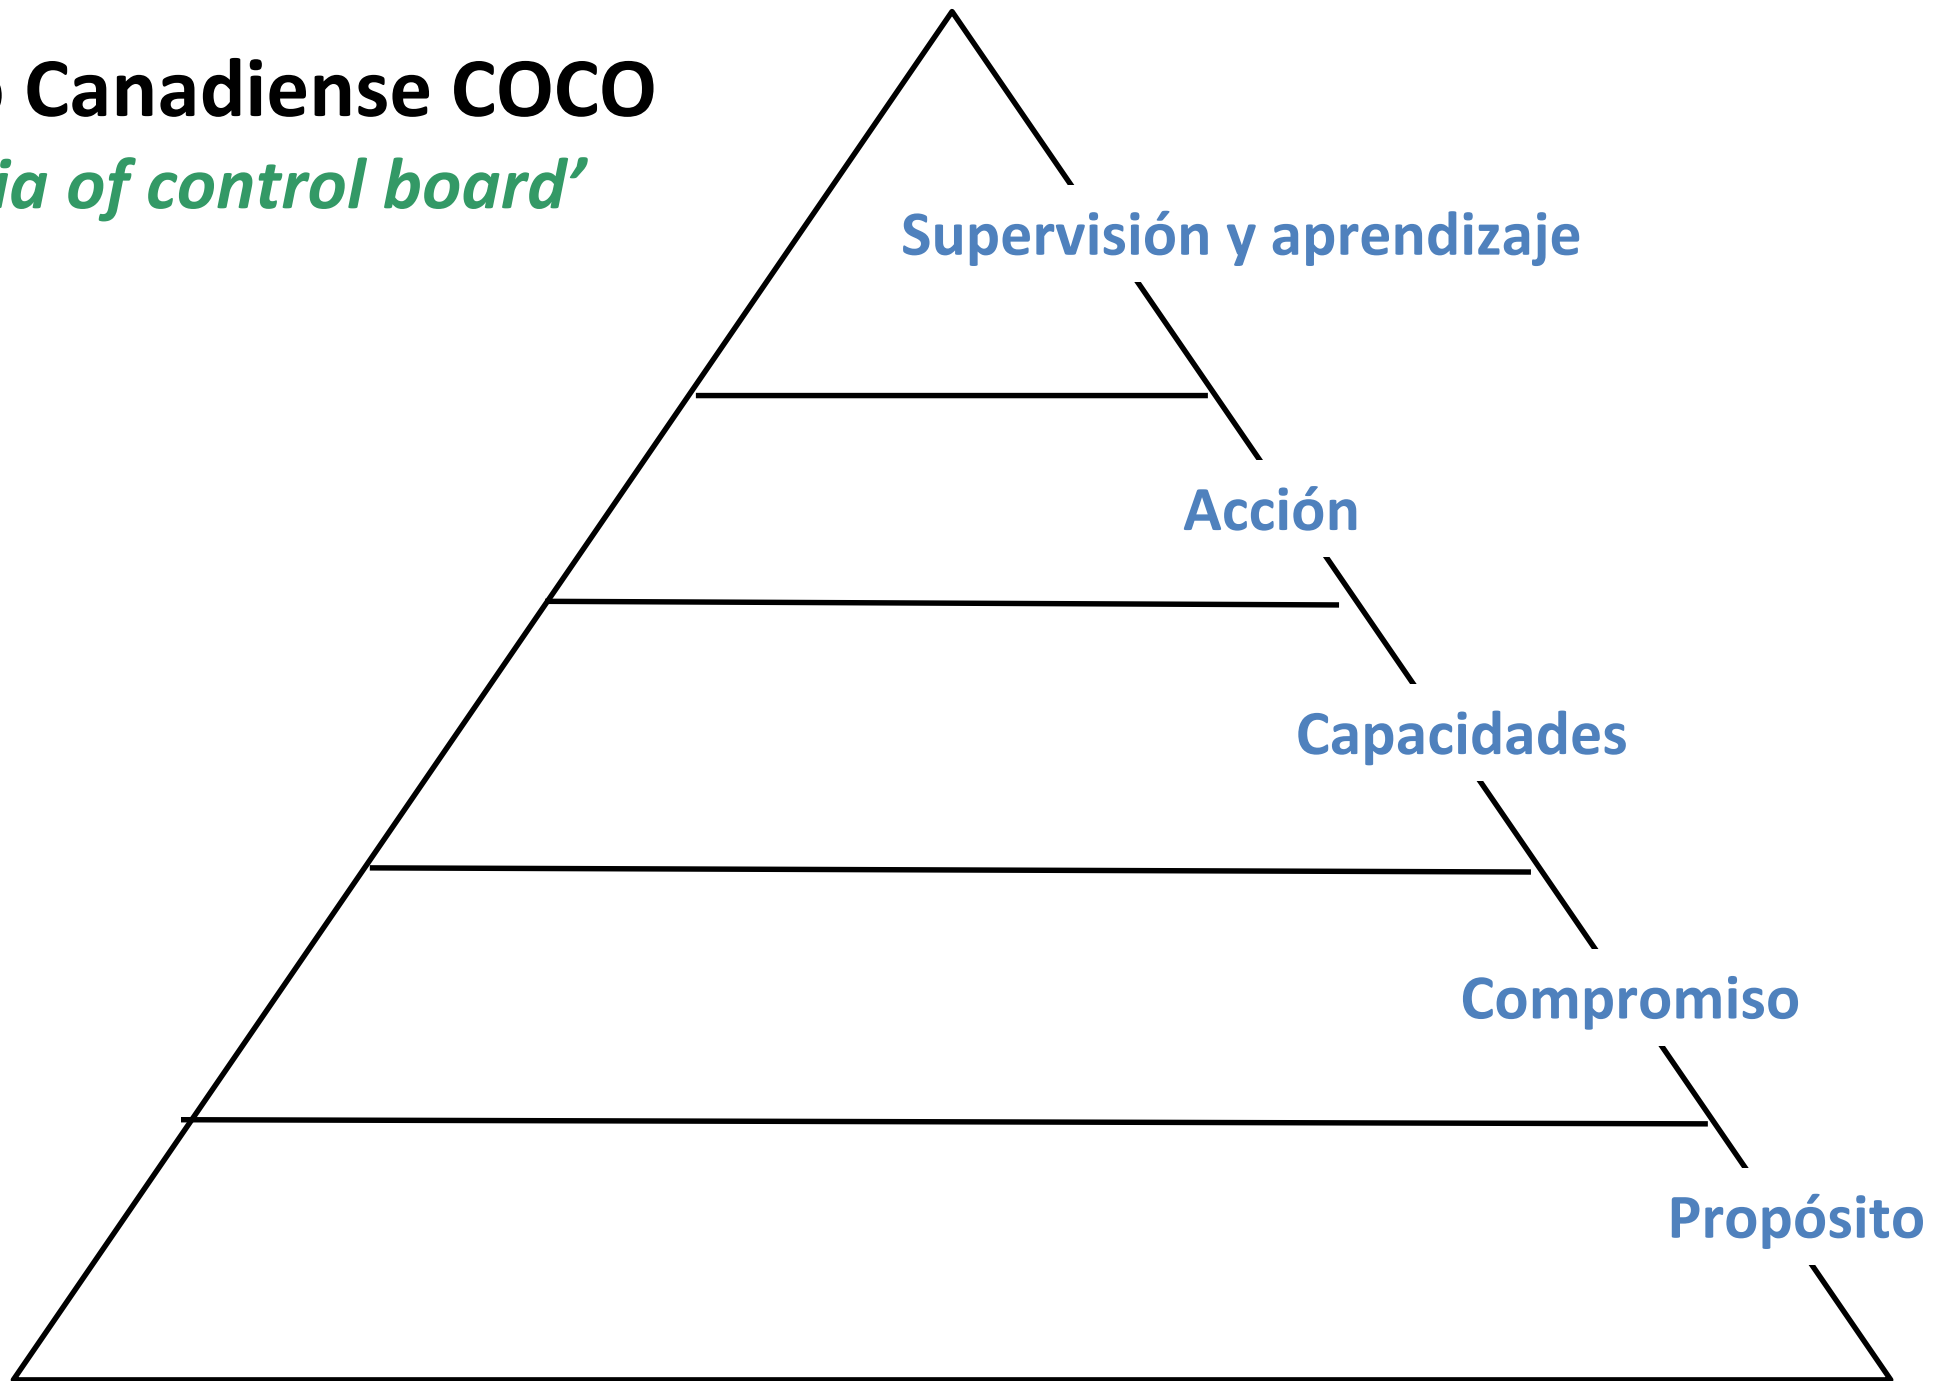 Canadiense COCO
of control board’
Supervisión y aprendizaje
Acción
Capacidades
Compromiso
Propósito